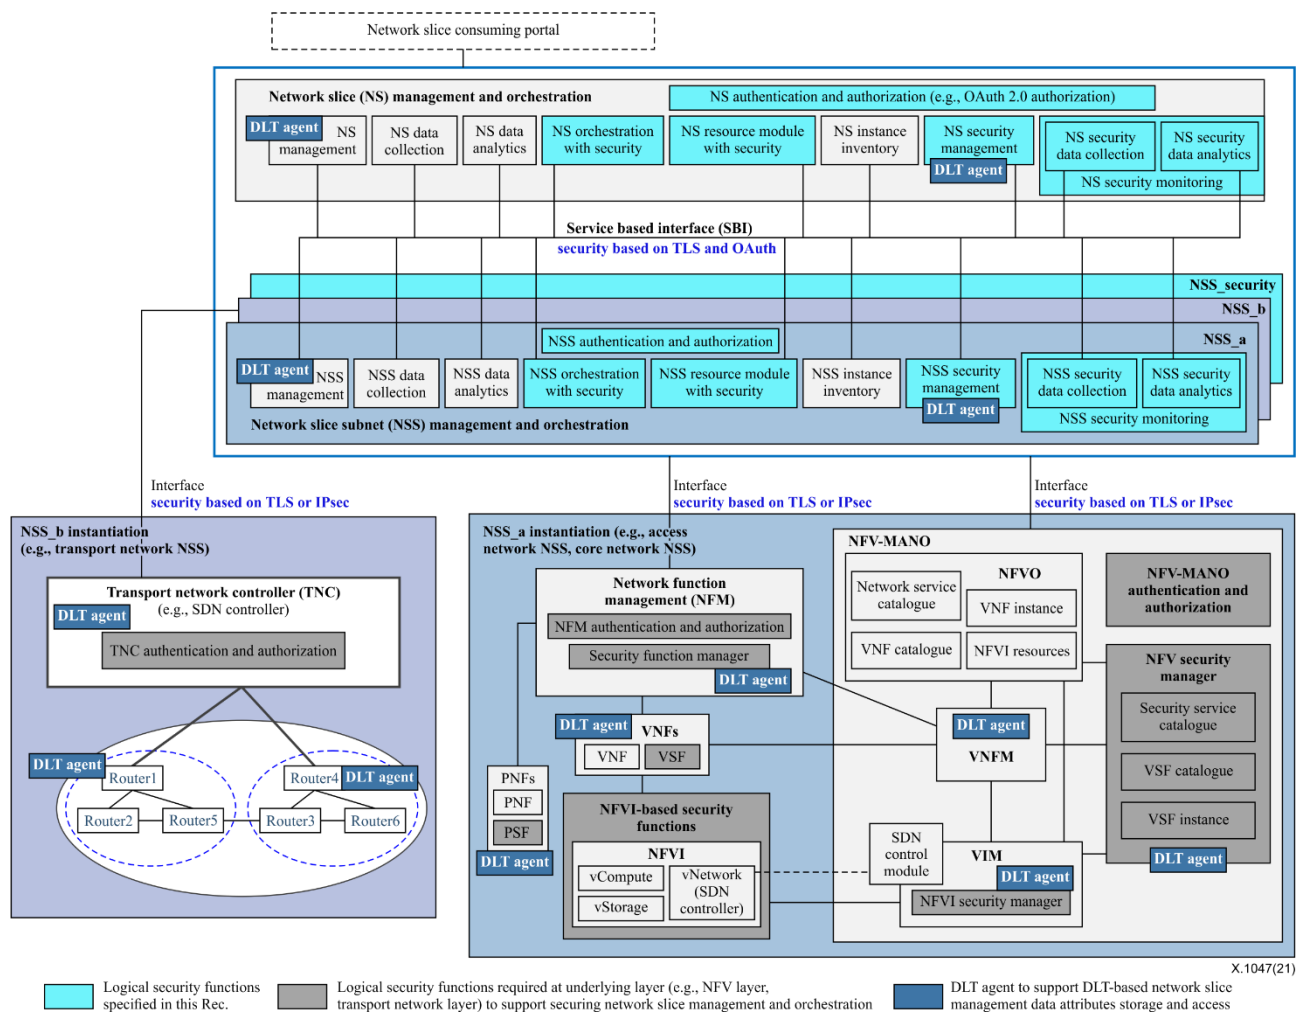 Network slice consuming portal
Network slice (NS) management and orchestration
NS authentication and authorization (e.g., OAuth 2.0 authorization)
DLT agent
NS
management
NS data
collection
NS data
analytics
NS orchestration
with security
NS resource module
with security
NS instance
inventory
NS security
management
DLT agent
NS security
data collection
NS security
data analytics
NS security monitoring
Service based interface (SBI)
security based on TLS and OAuth
NSS_security
NSS_b
NSS_a
NSS authentication and authorization
DLT agent
NSS
management
NSS data
collection
NSS data
analytics
NSS orchestration
with security
NSS resource module
with security
NSS instance
inventory
NSS security
management
DLT agent
NSS security
data collection
NSS security
data analytics
NSS security monitoring
Network slice subnet (NSS) management and orchestration
Interface
security based on TLS or IPsec
Interface
security based on TLS or IPsec
Interface
security based on TLS or IPsec
NSS_b instantiation
(e.g., transport network NSS)
Transport network controller (TNC)
(e.g., SDN controller)
DLT agent
TNC authentication and authorization
DLT agent
Router1
Router2
Router5
Router4
DLT agent
Router3
Router6
NSS_a instantiation (e.g., access
network NSS, core network NSS)
Network function
management (NFM)
NFM authentication and authorization
Security function manager
DLT agent
DLT agent
VNFs
VNF
VSF
PNFs
PNF
PSF
DLT agent
NFVI-based security
functions
NFVI
vCompute
vStorage
vNetwork
(SDN
controller)
NFV-MANO
NFVO
Network service
catalogue
VNF instance
VNF catalogue
NFVI resources
NFV-MANO
authentication and
authorization
NFV security
manager
Security service
catalogue
VSF catalogue
VSF instance
DLT agent
DLT agent
VNFM
SDN
control
module
VIM
DLT agent
NFVI security manager
X.1047(21)
Logical security functions
specified in this Rec.
Logical security functions required at underlying layer (e.g., NFV layer,
transport network layer) to support securing network slice management and orchestration
DLT agent to support DLT-based network slice
management data attributes storage and access